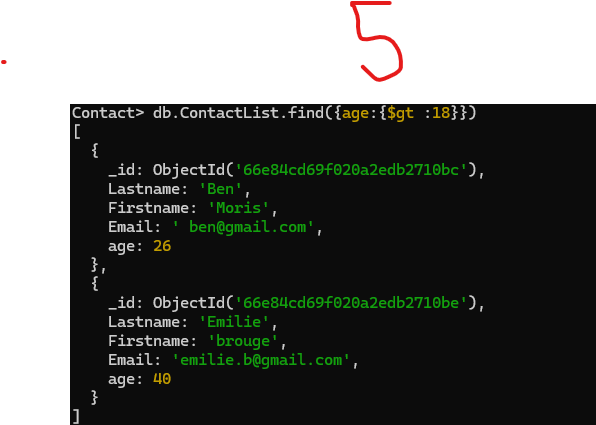 5
Contact> db.ContactList.find({age:{$gt :18}})
[
  {
    _id: ObjectId('66e84cd69f020a2edb2710bc'),
    Lastname: 'Ben',
    Firstname: 'Moris',
    Email: ' ben@gmail.com',
    age: 26
  },
  {
    _id: ObjectId('66e84cd69f020a2edb2710be'),
    Lastname: 'Emilie',
    Firstname: 'brouge',
    Email: 'emilie.b@gmail.com',
    age: 40
  }
]